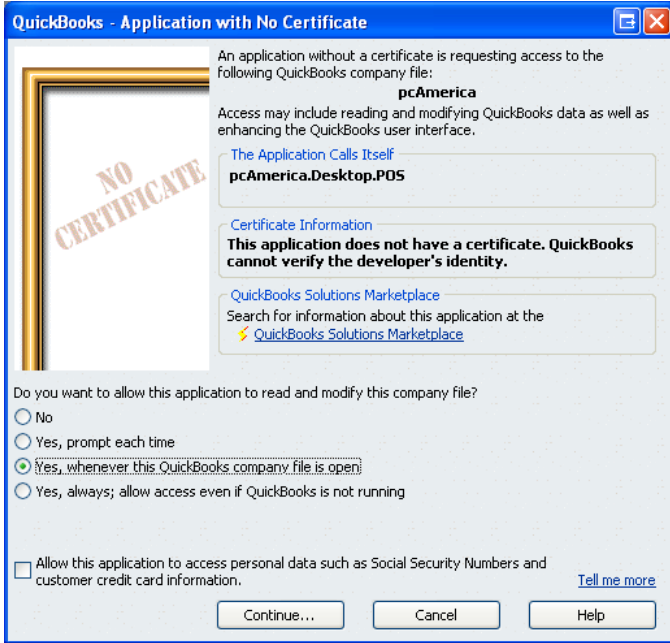 QuickBooks - Application with No Certificate
An application without a certificate is requesting access to the
following QuickBooks company file:
pcAmerica
Access may include reading and modifying QuickBooks data as well as
enhancing the QuickBooks user interface.
NO
CERTIFICATE
The Application Calls Itself
pcAmerica.Desktop.POS
Certificate Information
This application does not have a certificate. QuickBooks
cannot verify the developer's identity.
QuickBooks Solutions Marketplace
Search for information about this application at the
QuickBooks Solutions Marketplace
Do you want to allow this application to read and modify this company file?
No
Yes, prompt each time
Yes, whenever this QuickBooks company file is open
Yes, always; allow access even if QuickBooks is not running
Allow this application to access personal data such as Social Security Numbers and
customer credit card information.
Tell me more
Continue...
Cancel
Help